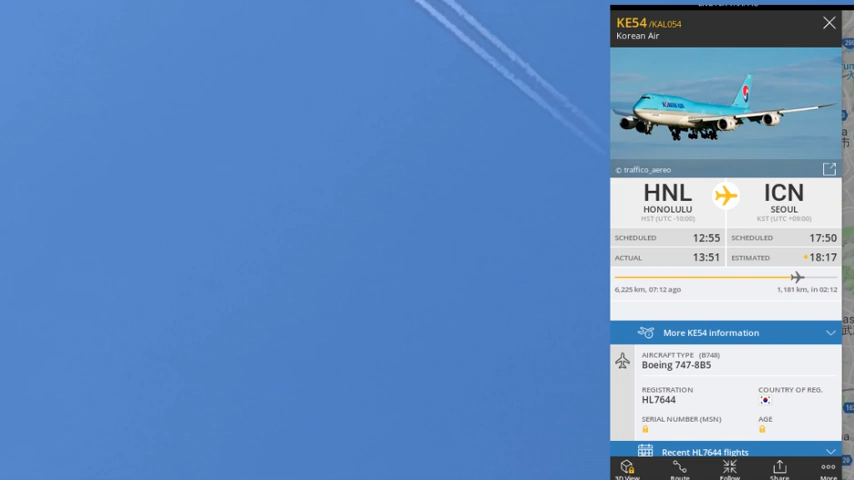 KE54 /KAL054
Korean Air
KOREAN AIR
© traffico_aereo
HNL ICN
HONOLULU SEOUL
HST (UTC -10:00) KST (UTC +09:00)
SCHEDULED 12:55 SCHEDULED 17:50
ACTUAL 13:51 ESTIMATED 18:17
6,225 km, 07:12 ago 1,181 km, in 02:12
More KE54 information
AIRCRAFT TYPE (B748)
Boeing 747-8B5
REGISTRATION COUNTRY OF REG.
HL7644
SERIAL NUMBER (MSN) AGE
Recent HL7644 flights
3D View Route Follow Share More